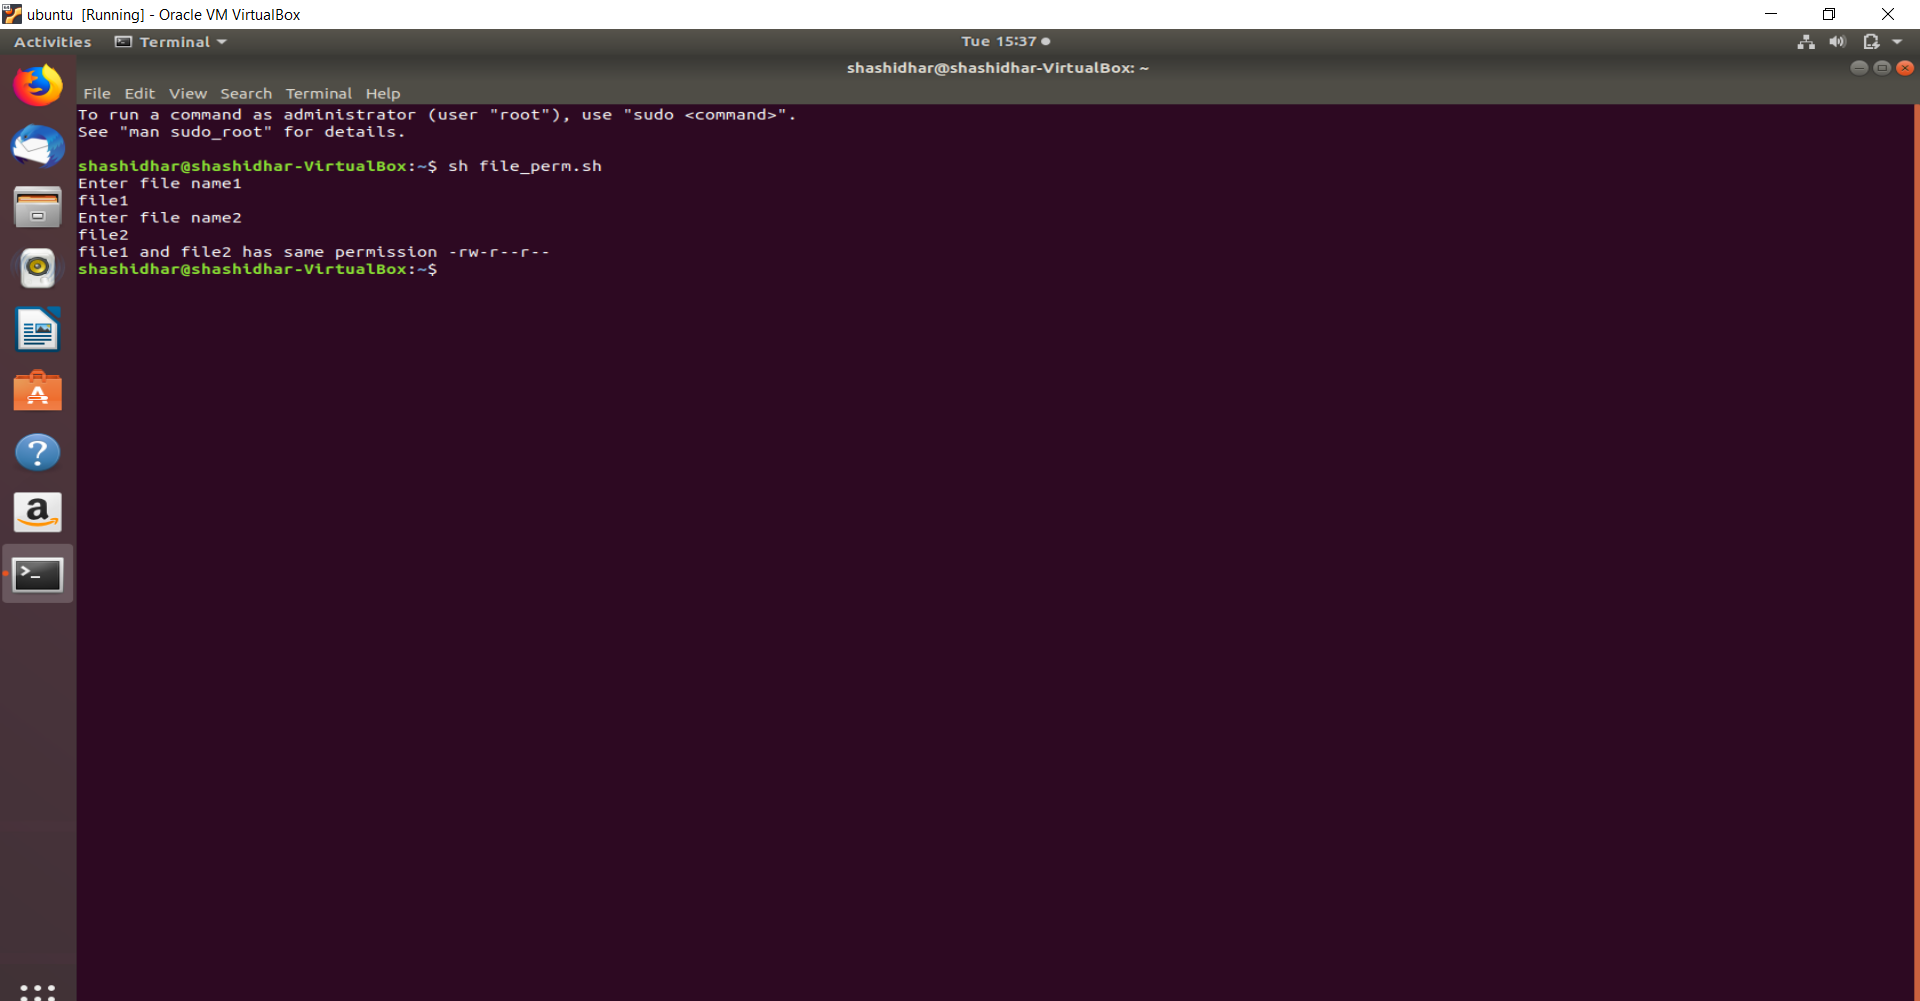 ubuntu [Running] - Oracle VM VirtualBox
Activities Terminal Tue 15:37
shashidhar@shashidhar-VirtualBox: ~
File Edit View Search Terminal Help
To run a command as administrator (user "root"), use "sudo <command>".
See "man sudo_root" for details.
shashidhar@shashidhar-VirtualBox:~$ sh file_perm.sh
Enter file name1
file1
Enter file name2
file2
file1 and file2 has same permission -rw-r--r--
shashidhar@shashidhar-VirtualBox:~$